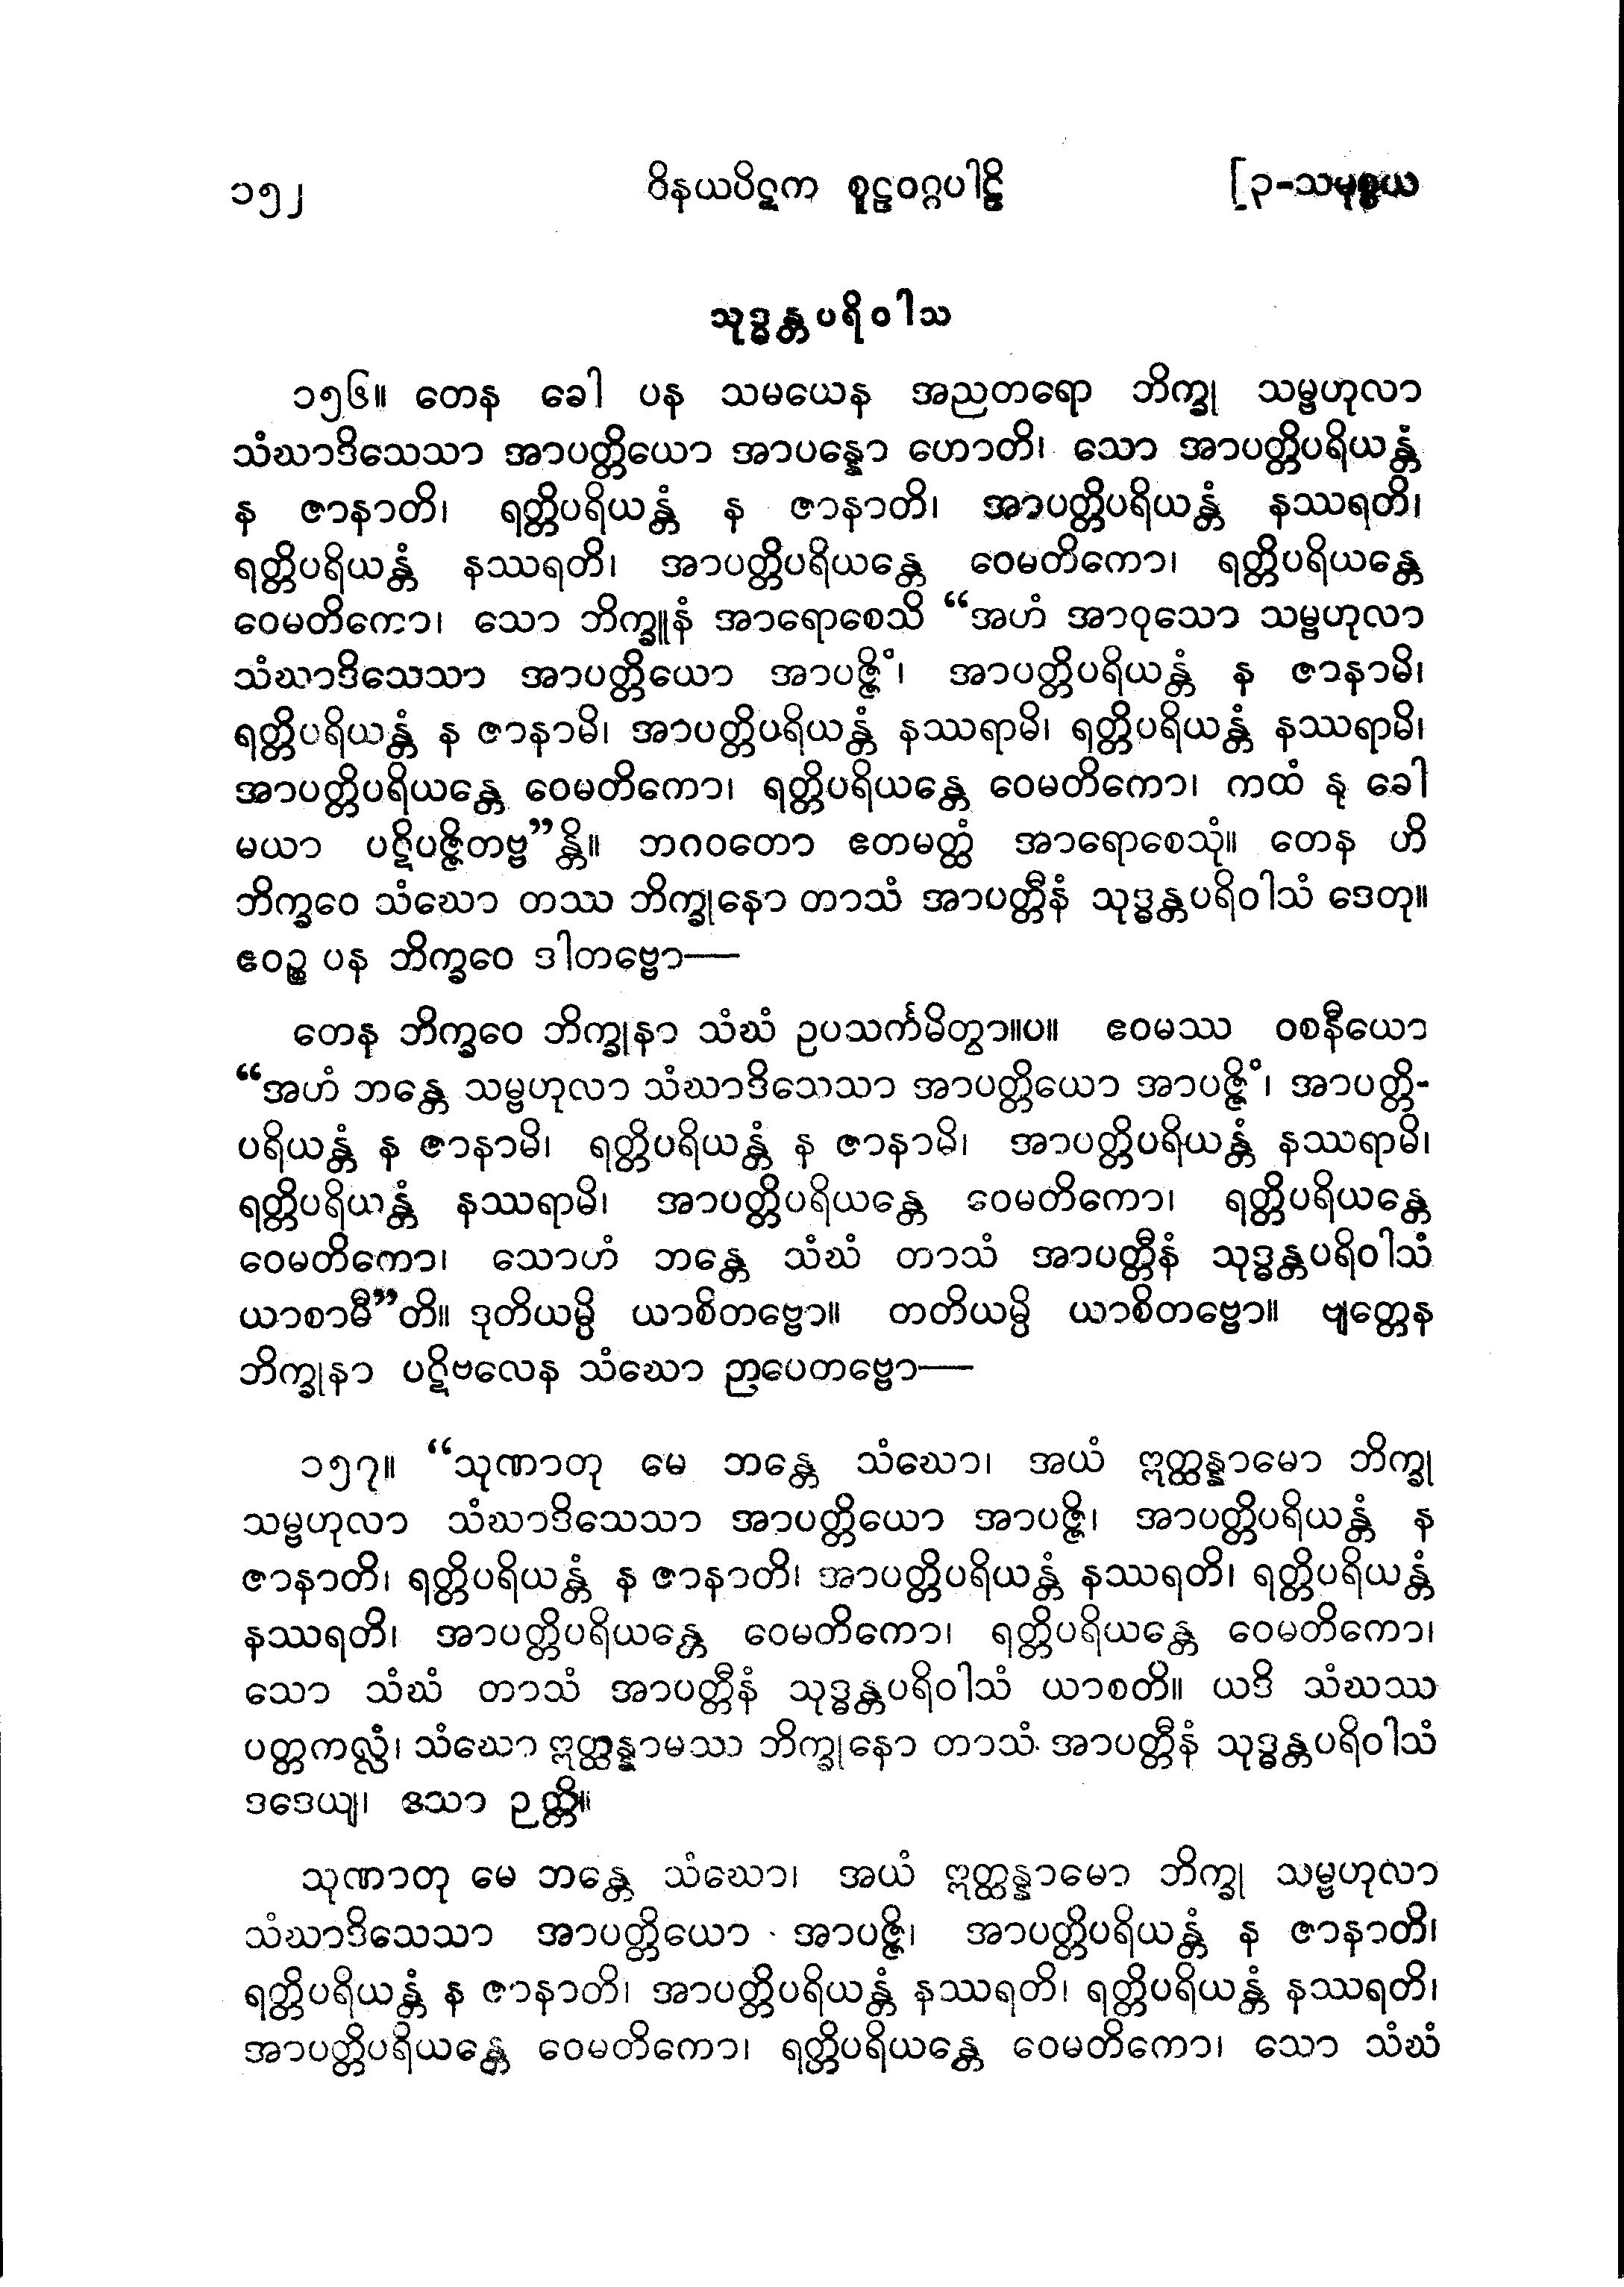 ၁၅၂ ဝိနယပိဋက စူဠဝဂ္ဂပါဠိ [၃-သမုစ္စယ
သုဒ္ဓန္တပရိဝါသ
၁၅၆။ တေန ခေါ ပန သမယေန အညတရော ဘိက္ခု သမ္ဗဟုလာ
သံဃာဒိသေသာ အာပတ္တိယော အာပန္နော ဟောတိ၊ သော အာပတ္တိပရိယန္တံ
န ဇာနာတိ၊ ရတ္တိပရိယန္တံ န ဇာနာတိ၊ အာပတ္တိပရိယန္တံ နဿရတိ၊
ရတ္တိပရိယန္တံ နဿရတိ၊ အာပတ္တိပရိယန္တေ ဝေမတိကော၊ ရတ္တိပရိယန္တေ
ဝေမတိကော၊ သော ဘိက္ခူနံ အာရောစေသိ “အဟံ အာဝုသော သမ္ဗဟုလာ
သံဃာဒိသေသာ အာပတ္တိယော အာပဇ္ဇိံ၊ အာပတ္တိပရိယန္တံ န ဇာနာမိ၊
ရတ္တိပရိယန္တံ န ဇာနာမိ၊ အာပတ္တိပရိယန္တံ နဿရာမိ၊ ရတ္တိပရိယန္တံ နဿရာမိ၊
အာပတ္တိပရိယန္တေ ဝေမတိကော၊ ရတ္တိပရိယန္တေ ဝေမတိကော၊ ကထံ နု ခေါ
မယာ ပဋိပဇ္ဇိတဗ္ဗ”န္တိ။ ဘဂဝတော ဧတမတ္ထံ အာရောစေသုံ။ တေန ဟိ
ဘိက္ခဝေ သံဃော တဿ ဘိက္ခုနော တာသံ အာပတ္တီနံ သုဒ္ဓန္တပရိဝါသံ ဒေတု။
ဧဝဉ္စ ပန ဘိက္ခဝေ ဒါတဗ္ဗော—
တေန ဘိက္ခဝေ ဘိက္ခုနာ သံဃံ ဥပသင်္ကမိတွာ။ပ။ ဧဝမဿ ဝစနီယော
“အဟံ ဘန္တေ သမ္ဗဟုလာ သံဃာဒိသေသာ အာပတ္တိယော အာပဇ္ဇိံ၊ အာပတ္တိ-
ပရိယန္တံ န ဇာနာမိ၊ ရတ္တိပရိယန္တံ န ဇာနာမိ၊ အာပတ္တိပရိယန္တံ နဿရာမိ၊
ရတ္တိပရိယန္တံ နဿရာမိ၊ အာပတ္တိပရိယန္တေ ဝေမတိကော၊ ရတ္တိပရိယန္တေ
ဝေမတိကော၊ သောဟံ ဘန္တေ သံဃံ တာသံ အာပတ္တီနံ သုဒ္ဓန္တပရိဝါသံ
ယာစာမီ”တိ။ ဒုတိယမ္ပိ ယာစိတဗ္ဗော။ တတိယမ္ပိ ယာစိတဗ္ဗော။ ဗျတ္တေန
ဘိက္ခုနာ ပဋိဗလေန သံဃော ဉာပေတဗ္ဗော—
၁၅၇။ “သုဏာတု မေ ဘန္တေ သံဃော၊ အယံ ဣတ္ထန္နာမော ဘိက္ခု
သမ္ဗဟုလာ သံဃာဒိသေသာ အာပတ္တိယော အာပဇ္ဇိ၊ အာပတ္တိပရိယန္တံ န
ဇာနာတိ၊ ရတ္တိပရိယန္တံ န ဇာနာတိ၊ အာပတ္တိပရိယန္တံ နဿရတိ၊ ရတ္တိပရိယန္တံ
နဿရတိ၊ အာပတ္တိပရိယန္တေ ဝေမတိကော၊ ရတ္တိပရိယန္တေ ဝေမတိကော၊
သော သံဃံ တာသံ အာပတ္တီနံ သုဒ္ဓန္တပရိဝါသံ ယာစတိ။ ယဒိ သံဃဿ
ပတ္တကလ္လံ၊ သံဃော ဣတ္ထန္နာမဿ ဘိက္ခုနော တာသံ အာပတ္တီနံ သုဒ္ဓန္တပရိဝါသံ
ဒဒေယျ၊ ဧသာ ဉတ္တိ။
သုဏာတု မေ ဘန္တေ သံဃော၊ အယံ ဣတ္ထန္နာမော ဘိက္ခု သမ္ဗဟုလာ
သံဃာဒိသေသာ အာပတ္တိယော အာပဇ္ဇိ၊ အာပတ္တိပရိယန္တံ န ဇာနာတိ၊
ရတ္တိပရိယန္တံ န ဇာနာတိ၊ အာပတ္တိပရိယန္တံ နဿရတိ၊ ရတ္တိပရိယန္တံ နဿရတိ၊
အာပတ္တိပရိယန္တေ ဝေမတိကော၊ ရတ္တိပရိယန္တေ ဝေမတိကော၊ သော သံဃံ